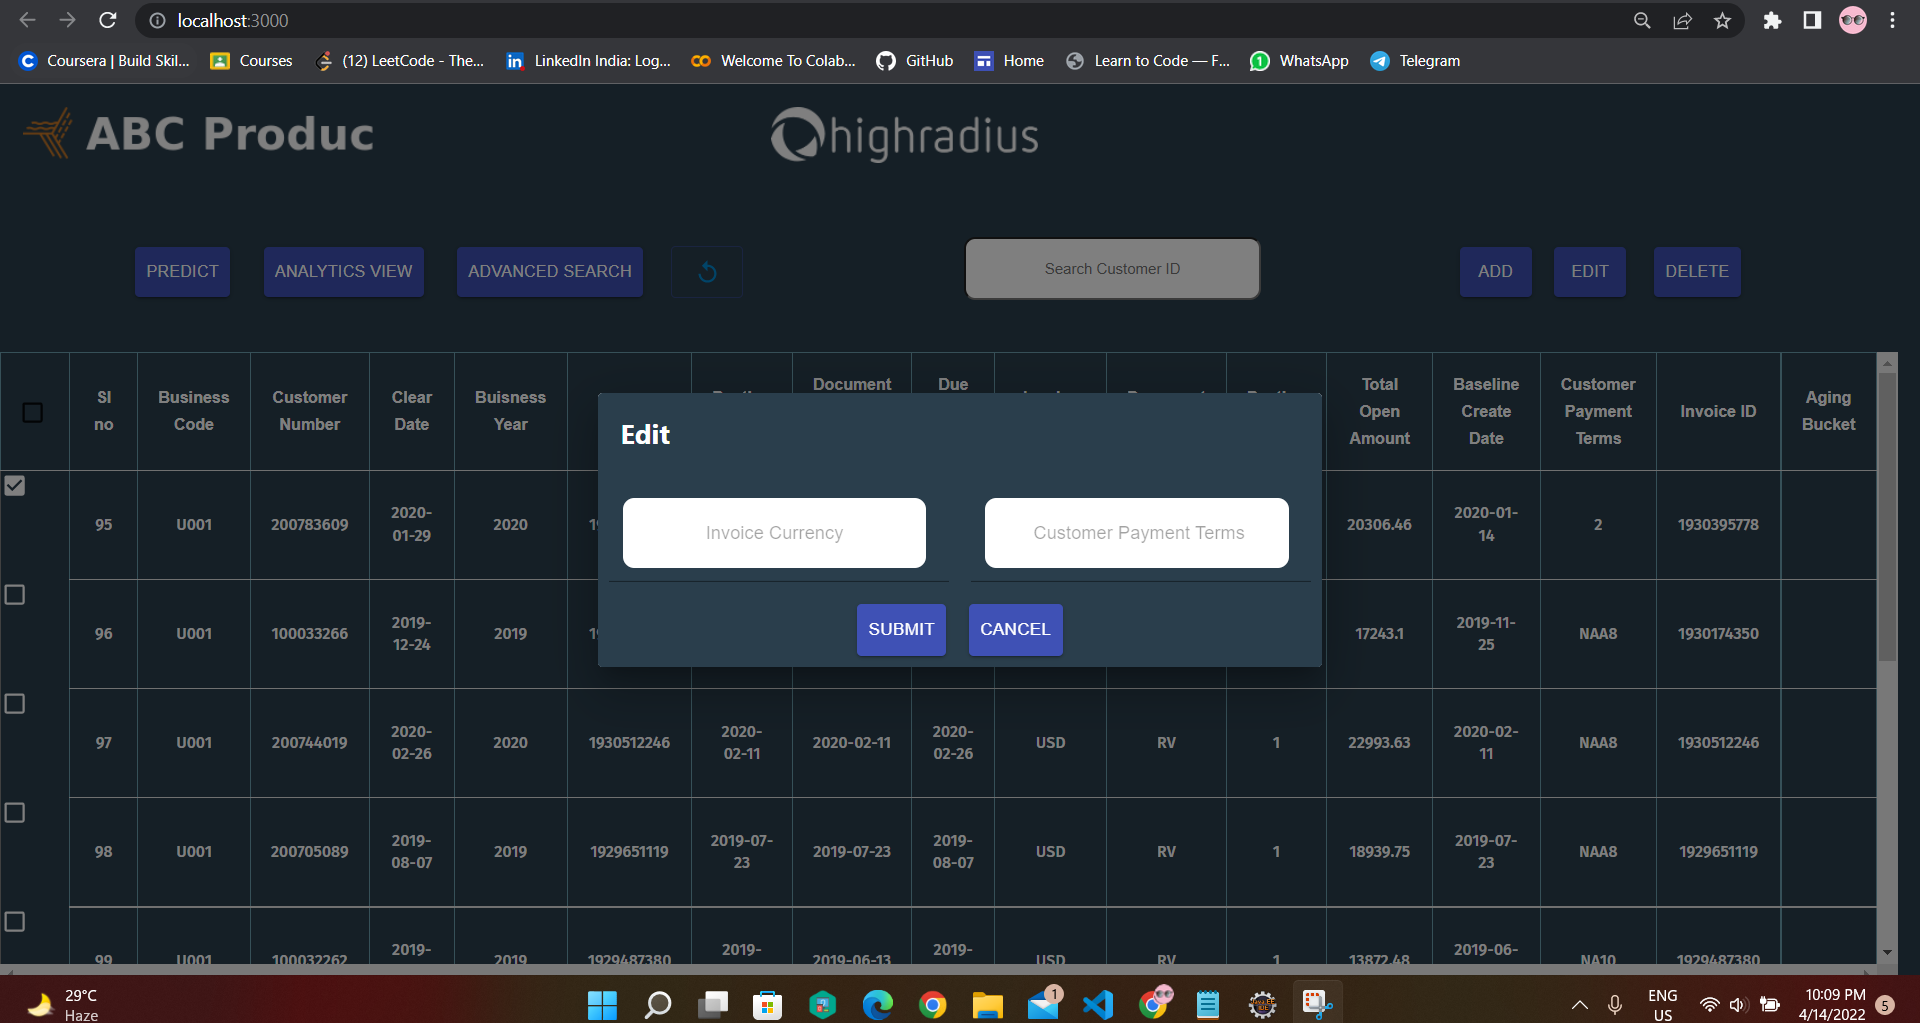 localhost:3000
Coursera | Build Skil... Courses (12) LeetCode - The... LinkedIn India: Log... Welcome To Colab... GitHub Home Learn to Code — F... WhatsApp Telegram
ABC Produc
highradius
PREDICT ANALYTICS VIEW ADVANCED SEARCH Search Customer ID ADD EDIT DELETE
Sl no Business Code Customer Number Clear Date Buisness Year Document Due Total Open Amount Baseline Create Date Customer Payment Terms Invoice ID Aging Bucket
Edit
Invoice Currency Customer Payment Terms
SUBMIT CANCEL
95 U001 200783609 2020-01-29 2020 20306.46 2020-01-14 2 1930395778
96 U001 100033266 2019-12-24 2019 17243.1 2019-11-25 NAA8 1930174350
97 U001 200744019 2020-02-26 2020 1930512246 2020-02-11 2020-02-11 2020-02-26 USD RV 1 22993.63 2020-02-11 NAA8 1930512246
98 U001 200705089 2019-08-07 2019 1929651119 2019-07-23 2019-07-23 2019-08-07 USD RV 1 18939.75 2019-07-23 NAA8 1929651119
99 U001 100032262 2019- 2019 1929487380 2019- 2019-06-13 2019- USD RV 1 13872.48 2019-06- NA10 1929487380
29°C
Haze
1
ENG
US
10:09 PM
4/14/2022
5